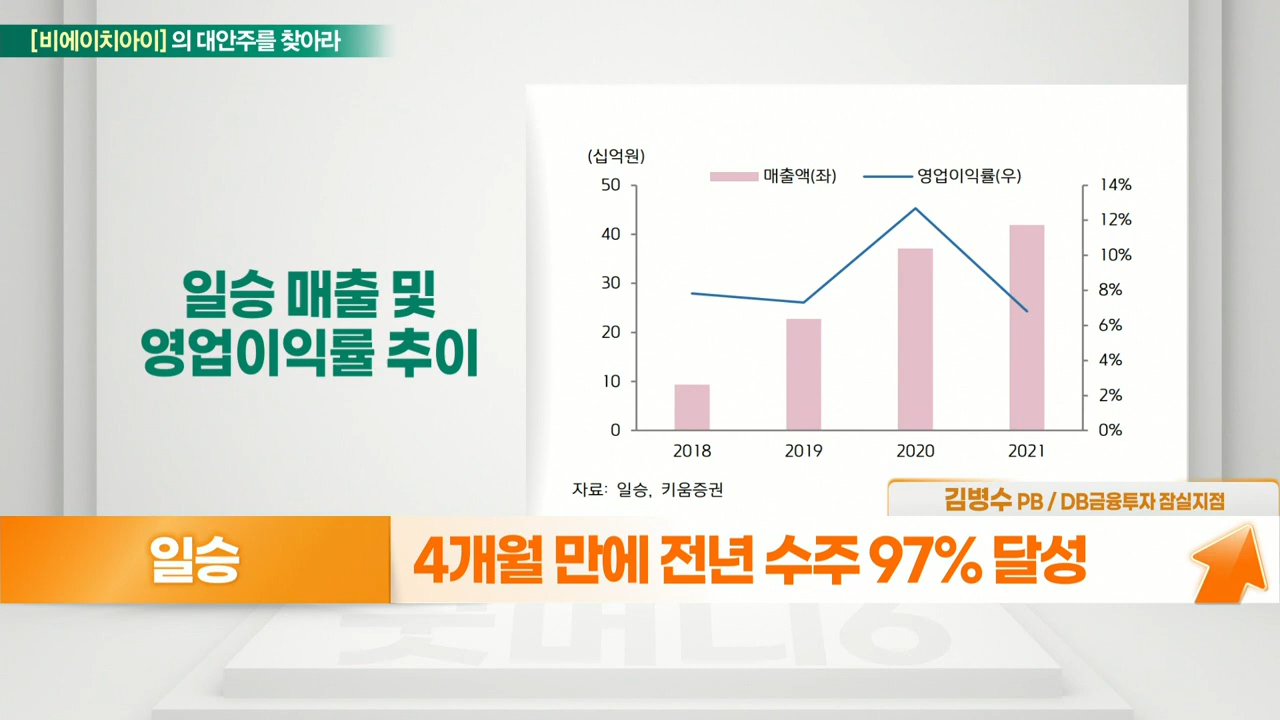 [비에이치아이] 의 대안주를 찾아라
일승 매출 및
영업이익률 추이
(십억원)
매출액(좌) 영업이익률(우)
50 14%
12%
40
10%
30 8%
6%
20
4%
10
2%
0 0%
2018 2019 2020 2021
자료: 일승, 키움증권
김병수 PB / DB금융투자 잠실지점
일승
4개월 만에 전년 수주 97% 달성
굿머니6